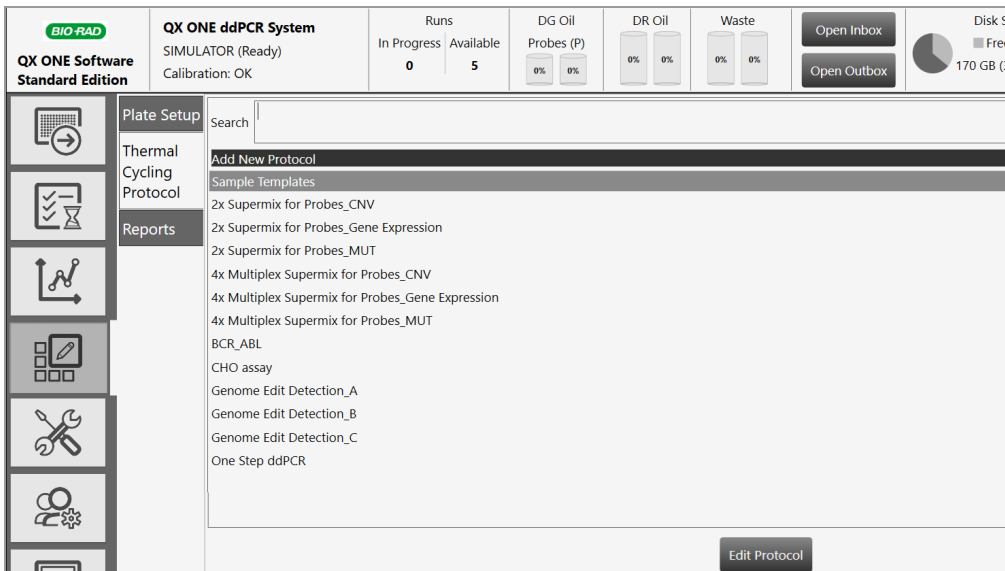 BIO-RAD
QX ONE Software
Standard Edition
QX ONE ddPCR System
SIMULATOR (Ready)
Calibration: OK
Runs
In Progress Available
0 5
DG Oil
Probes (P)
0% 0%
DR Oil
0% 0%
Waste
0% 0%
Open Inbox
Open Outbox
Disk S
Fre
170 GB (3
Plate Setup
Thermal
Cycling
Protocol
Reports
Search
Add New Protocol
Sample Templates
2x Supermix for Probes_CNV
2x Supermix for Probes_Gene Expression
2x Supermix for Probes_MUT
4x Multiplex Supermix for Probes_CNV
4x Multiplex Supermix for Probes_Gene Expression
4x Multiplex Supermix for Probes_MUT
BCR_ABL
CHO assay
Genome Edit Detection_A
Genome Edit Detection_B
Genome Edit Detection_C
One Step ddPCR
Edit Protocol